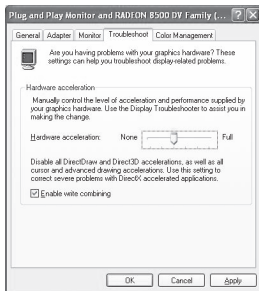 Plug and Play Monitor and RADEON 8500 DV Family (...
General Adapter Monitor Troubleshoot Color Management
Are you having problems with your graphics hardware? These
settings can help you troubleshoot display-related problems.
Hardware acceleration
Manually control the level of acceleration and performance supplied by
your graphics hardware. Use the Display Troubleshooter to assist you in
making the change.
Hardware acceleration: None Full
Disable all DirectDraw and Direct3D accelerations, as well as all
cursor and advanced drawing accelerations. Use this setting to
correct severe problems with DirectX accelerated applications.
Enable write combining
OK Cancel Apply